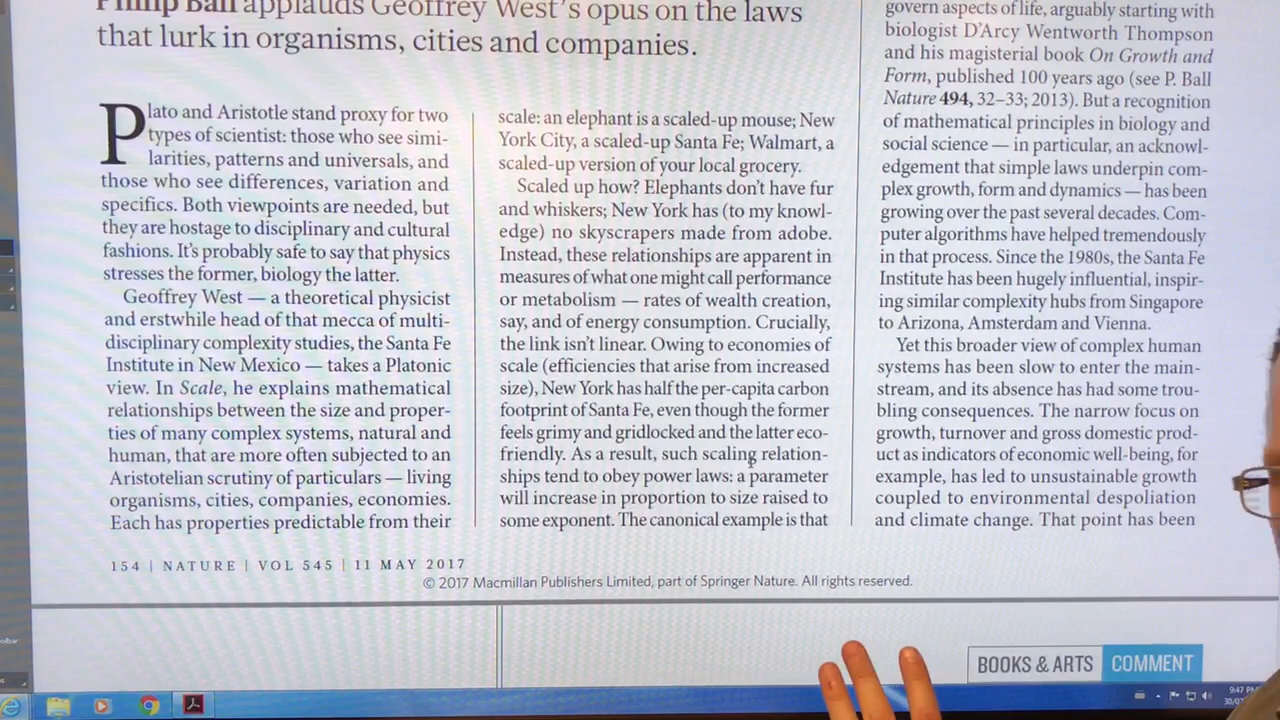 Philip Ball applauds Geoffrey West's opus on the laws
that lurk in organisms, cities and companies.
Plato and Aristotle stand proxy for two
types of scientist: those who see simi-
larities, patterns and universals, and
those who see differences, variation and
specifics. Both viewpoints are needed, but
they are hostage to disciplinary and cultural
fashions. It's probably safe to say that physics
stresses the former, biology the latter.
Geoffrey West — a theoretical physicist
and erstwhile head of that mecca of multi-
disciplinary complexity studies, the Santa Fe
Institute in New Mexico — takes a Platonic
view. In Scale, he explains mathematical
relationships between the size and proper-
ties of many complex systems, natural and
human, that are more often subjected to an
Aristotelian scrutiny of particulars — living
organisms, cities, companies, economies.
Each has properties predictable from their
scale: an elephant is a scaled-up mouse; New
York City, a scaled-up Santa Fe; Walmart, a
scaled-up version of your local grocery.
Scaled up how? Elephants don't have fur
and whiskers; New York has (to my knowl-
edge) no skyscrapers made from adobe.
Instead, these relationships are apparent in
measures of what one might call performance
or metabolism — rates of wealth creation,
say, and of energy consumption. Crucially,
the link isn't linear. Owing to economies of
scale (efficiencies that arise from increased
size), New York has half the per-capita carbon
footprint of Santa Fe, even though the former
feels grimy and gridlocked and the latter eco-
friendly. As a result, such scaling relation-
ships tend to obey power laws: a parameter
will increase in proportion to size raised to
some exponent. The canonical example is that
govern aspects of life, arguably starting with
biologist D'Arcy Wentworth Thompson
and his magisterial book On Growth and
Form, published 100 years ago (see P. Ball
Nature 494, 32–33; 2013). But a recognition
of mathematical principles in biology and
social science — in particular, an acknowl-
edgement that simple laws underpin com-
plex growth, form and dynamics — has been
growing over the past several decades. Com-
puter algorithms have helped tremendously
in that process. Since the 1980s, the Santa Fe
Institute has been hugely influential, inspir-
ing similar complexity hubs from Singapore
to Arizona, Amsterdam and Vienna.
Yet this broader view of complex human
systems has been slow to enter the main-
stream, and its absence has had some trou-
bling consequences. The narrow focus on
growth, turnover and gross domestic prod-
uct as indicators of economic well-being, for
example, has led to unsustainable growth
coupled to environmental despoliation
and climate change. That point has been
154 | NATURE | VOL 545 | 11 MAY 2017
© 2017 Macmillan Publishers Limited, part of Springer Nature. All rights reserved.
BOOKS & ARTS COMMENT
9:47 PM